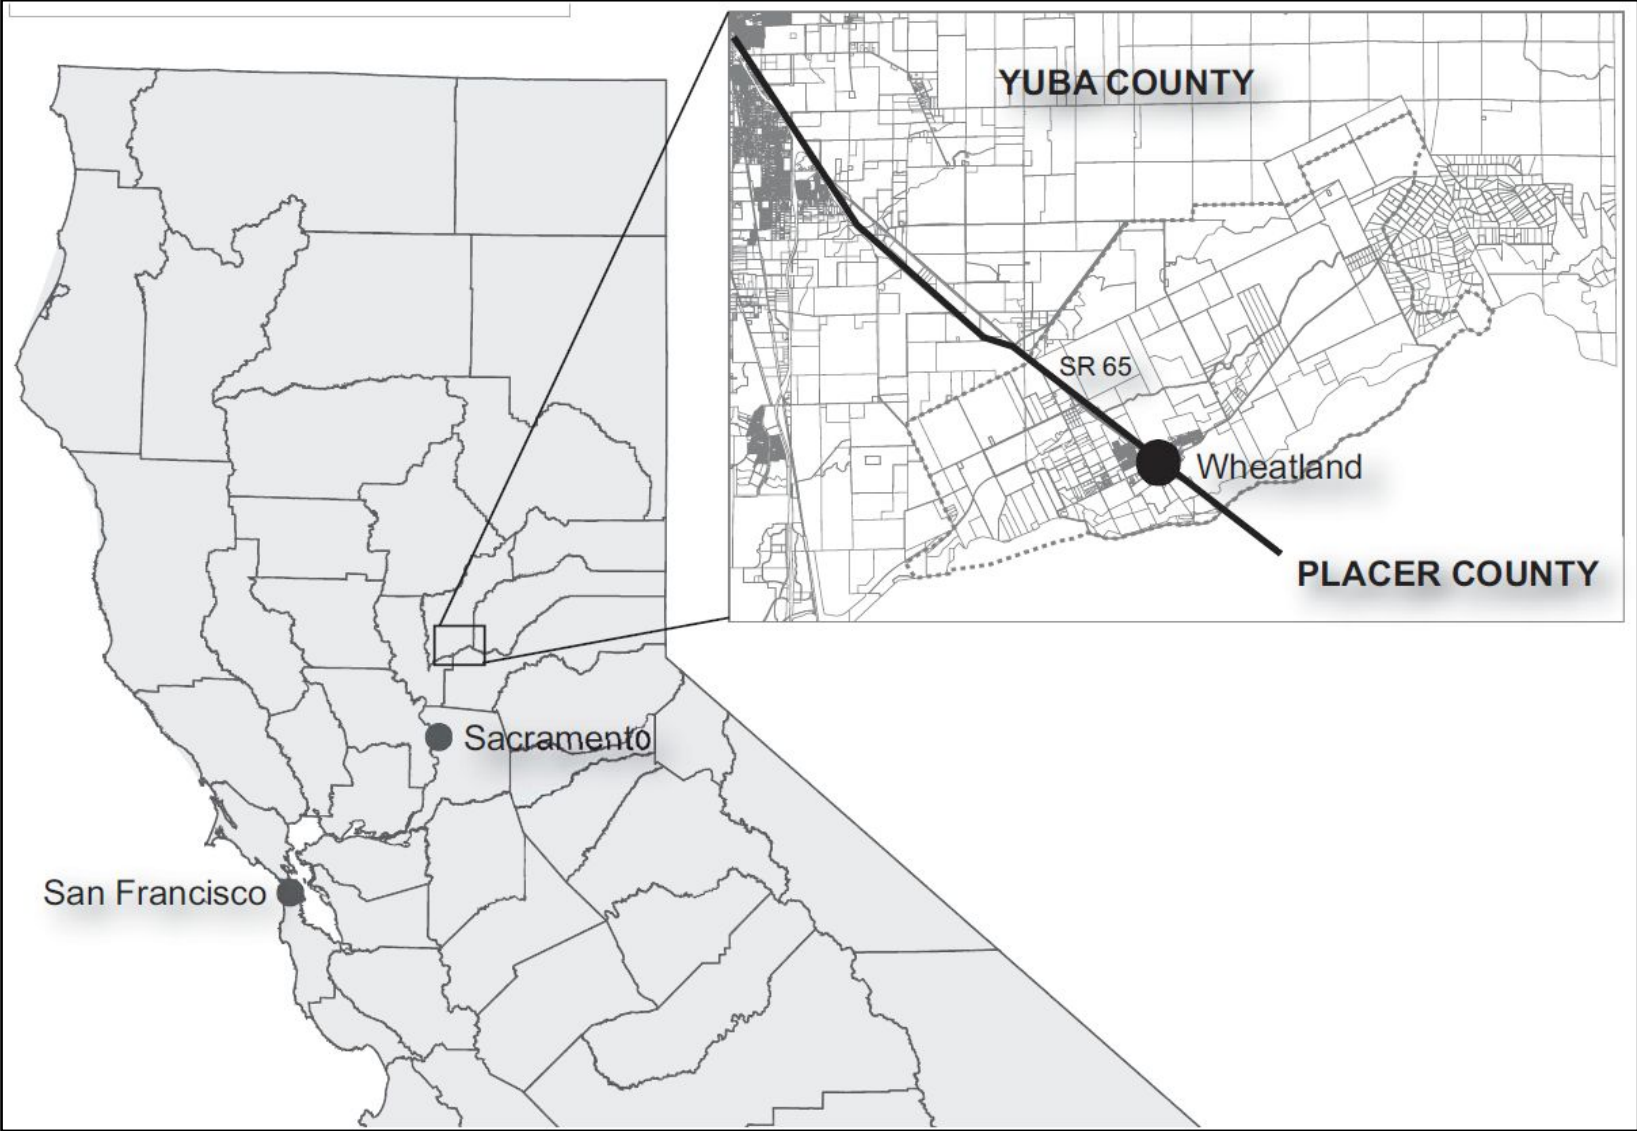 YUBA COUNTY
SR 65
Wheatland
PLACER COUNTY
Sacramento
San Francisco